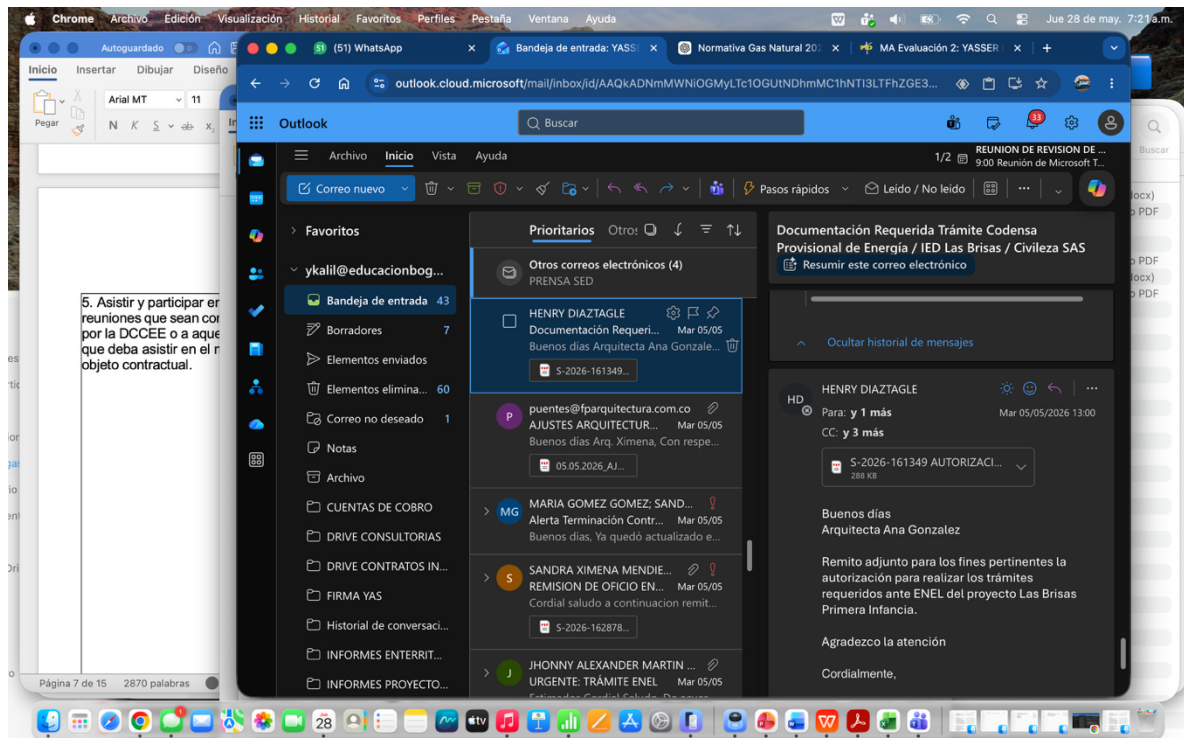 Chrome Archivo Edición Visualización Historial Favoritos Perfiles Pestaña Ventana Ayuda
Jue 28 de may. 7:21 a.m.
Autoguardado
(51) WhatsApp
Bandeja de entrada: YASS
Normativa Gas Natural 202
MA Evaluación 2: YASSER
Inicio Insertar Dibujar Diseño
outlook.cloud.microsoft/mail/inbox/id/AAQkADNmMWNiOGMyLTc1OGUtNDhmMC1hNTI3LTFhZGE3...
Arial MT 11
Pegar
N K S ab x
Outlook
Buscar
33
Buscar
Archivo Inicio Vista Ayuda
1/2 REUNION DE REVISION DE ...
9:00 Reunión de Microsoft T...
Correo nuevo
Pasos rápidos
Leído / No leído
Favoritos
ykalil@educacionbog...
Bandeja de entrada 43
Borradores 7
Elementos enviados
Elementos elimina... 60
Correo no deseado 1
Notas
Archivo
CUENTAS DE COBRO
DRIVE CONSULTORIAS
DRIVE CONTRATOS IN...
FIRMA YAS
Historial de conversaci...
INFORMES ENTERRIT...
INFORMES PROYECTO...
Prioritarios Otros
Otros correos electrónicos (4)
PRENSA SED
HENRY DIAZTAGLE
Documentación Requeri... Mar 05/05
Buenos días Arquitecta Ana Gonzale...
S-2026-161349...
P
puentes@fparquitectura.com.co
AJUSTES ARQUITECTUR... Mar 05/05
Buenos días Arq. Ximena, Con respe...
05.05.2026_AJ...
MG
MARIA GOMEZ GOMEZ; SAND...
Alerta Terminación Contr... Mar 05/05
Buenos días, Ya quedó actualizado e...
S
SANDRA XIMENA MENDIE...
REMISION DE OFICIO EN... Mar 05/05
Cordial saludo a continuacion remit...
S-2026-162878...
J
JHONNY ALEXANDER MARTIN ...
URGENTE: TRÁMITE ENEL Mar 05/05
Documentación Requerida Trámite Codensa
Provisional de Energía / IED Las Brisas / Civileza SAS
Resumir este correo electrónico
Ocultar historial de mensajes
HD
HENRY DIAZTAGLE
Para: y 1 más Mar 05/05/2026 13:00
CC: y 3 más
S-2026-161349 AUTORIZACI...
288 KB
Buenos días
Arquitecta Ana Gonzalez
Remito adjunto para los fines pertinentes la
autorización para realizar los trámites
requeridos ante ENEL del proyecto Las Brisas
Primera Infancia.
Agradezco la atención
Cordialmente,
5. Asistir y participar en
reuniones que sean con
por la DCCEE o a aque
que deba asistir en el
objeto contractual.
Página 7 de 15 2870 palabras
ocx)
PDF
PDF
locx)
PDF
28
tv